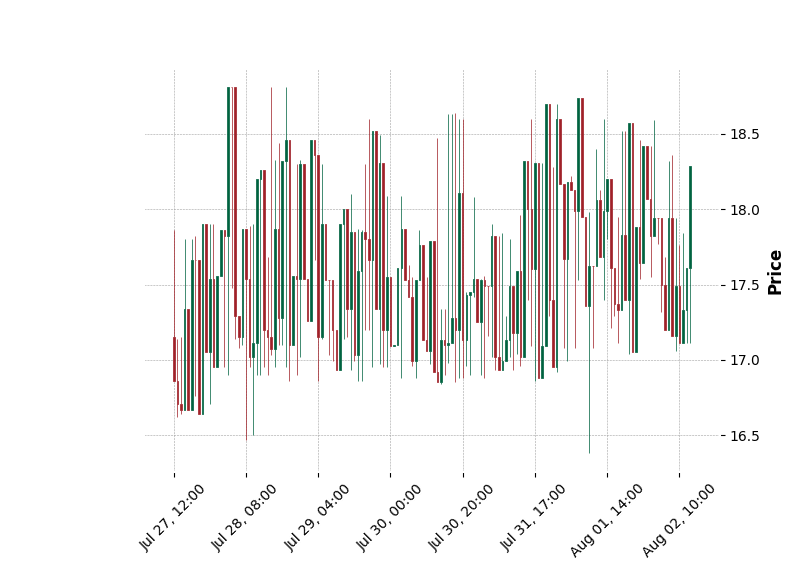 18.5
18.0
17.5
17.0
16.5
Price
Jul 27, 12:00
Jul 28, 08:00
Jul 29, 04:00
Jul 30, 00:00
Jul 30, 20:00
Jul 31, 17:00
Aug 01, 14:00
Aug 02, 10:00